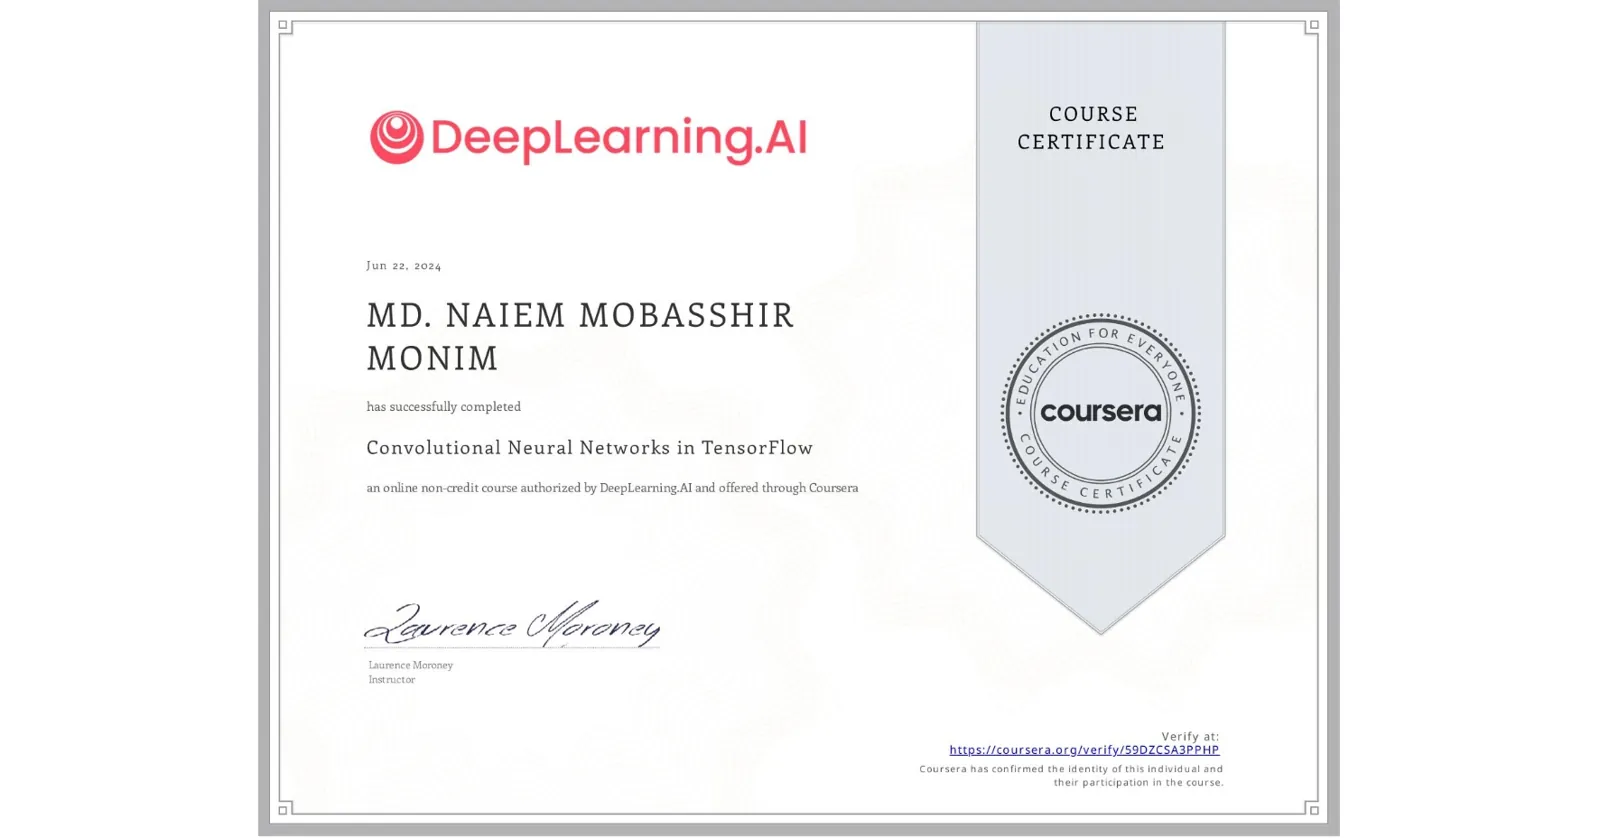 DeepLearning.AI
COURSE
CERTIFICATE
Jun 22, 2024
MD. NAIEM MOBASSHIR
MONIM
has successfully completed
Convolutional Neural Networks in TensorFlow
an online non-credit course authorized by DeepLearning.AI and offered through Coursera
EDUCATION FOR EVERYONE
coursera
COURSE CERTIFICATE
Laurence Moroney
Laurence Moroney
Instructor
Verify at:
https://coursera.org/verify/59DZCSA3PPHP
Coursera has confirmed the identity of this individual and
their participation in the course.